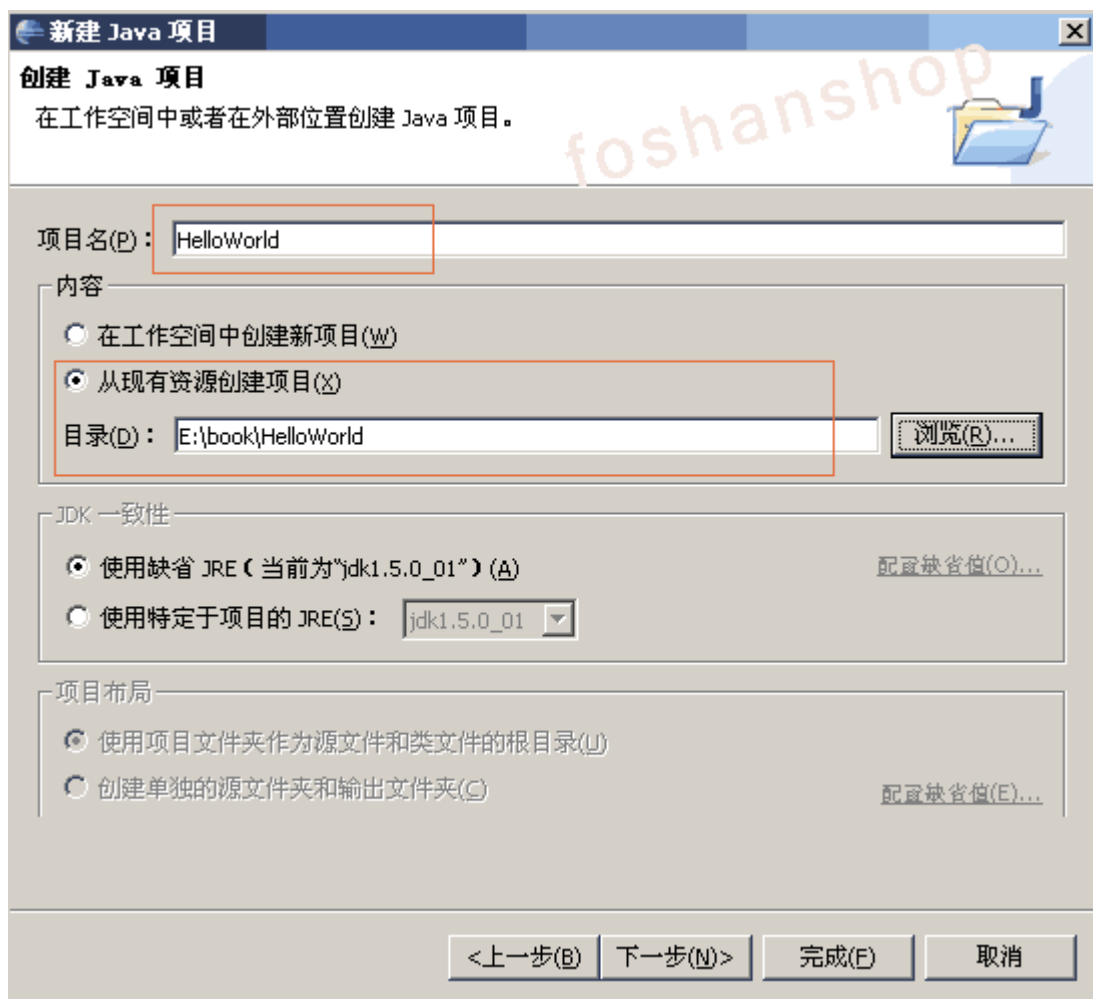 新建 Java 项目
创建 Java 项目
在工作空间中或者在外部位置创建 Java 项目。
foshanshop
项目名(P)： HelloWorld
内容
在工作空间中创建新项目(W)
从现有资源创建项目(X)
目录(D)： E:\book\HelloWorld 浏览(R)...
JDK 一致性
使用缺省 JRE（当前为“jdk1.5.0_01”）(A) 配置缺省值(O)...
使用特定于项目的 JRE(S)： jdk1.5.0_01
项目布局
使用项目文件夹作为源文件和类文件的根目录(U)
创建单独的源文件夹和输出文件夹(C) 配置缺省值(E)...
<上一步(B) 下一步(N)> 完成(F) 取消